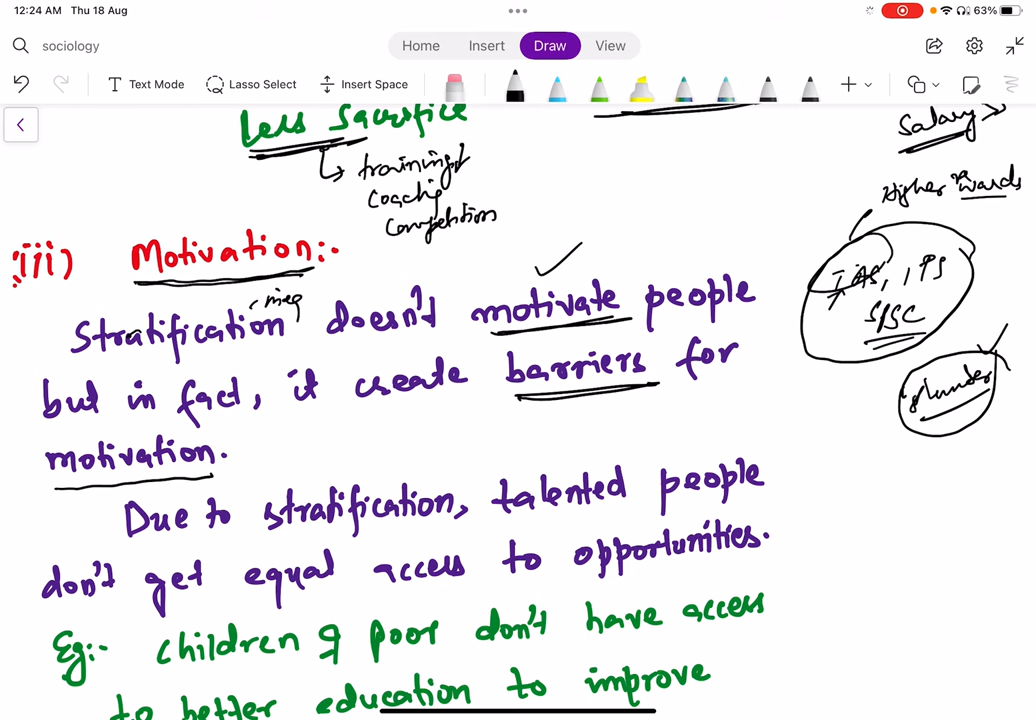 12:24 AM Thu 18 Aug
63%
sociology
Home Insert Draw View
Text Mode Lasso Select Insert Space
Less Sacrifice
training
coaching
competition
Salary
Higher rewards
IAS, IPS
SPSC
iii) Motivation:-
ineq
Stratification doesn't motivate people
but in fact, it create barriers for
motivation.
Due to stratification, talented people
don't get equal access to opportunities.
Eg:- children of poor don't have access
to better education to improve